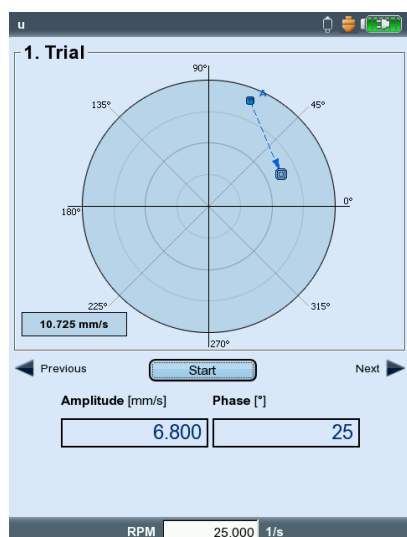 u
1. Trial
90°
135°
45°
A
180°
0°
225°
315°
10.725 mm/s
270°
Previous
Start
Next
Amplitude [mm/s] Phase [°]
6.800 25
RPM 25.000 1/s